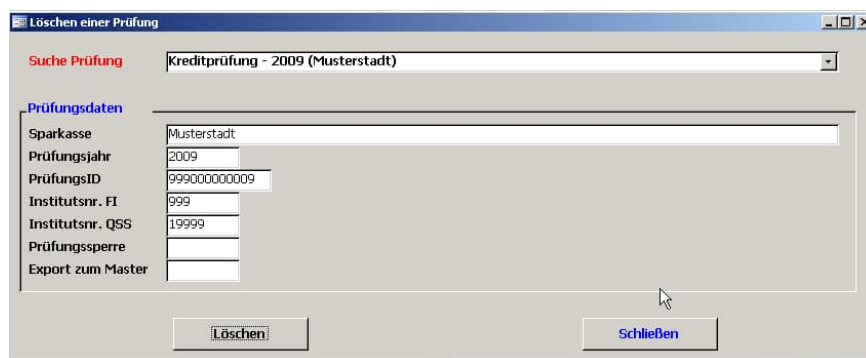 Löschen einer Prüfung
Suche Prüfung Kreditprüfung - 2009 (Musterstadt)
Prüfungsdaten
Sparkasse Musterstadt
Prüfungsjahr 2009
PrüfungsID 999000000009
Institutsnr. FI 999
Institutsnr. QSS 19999
Prüfungssperre
Export zum Master
Löschen Schließen